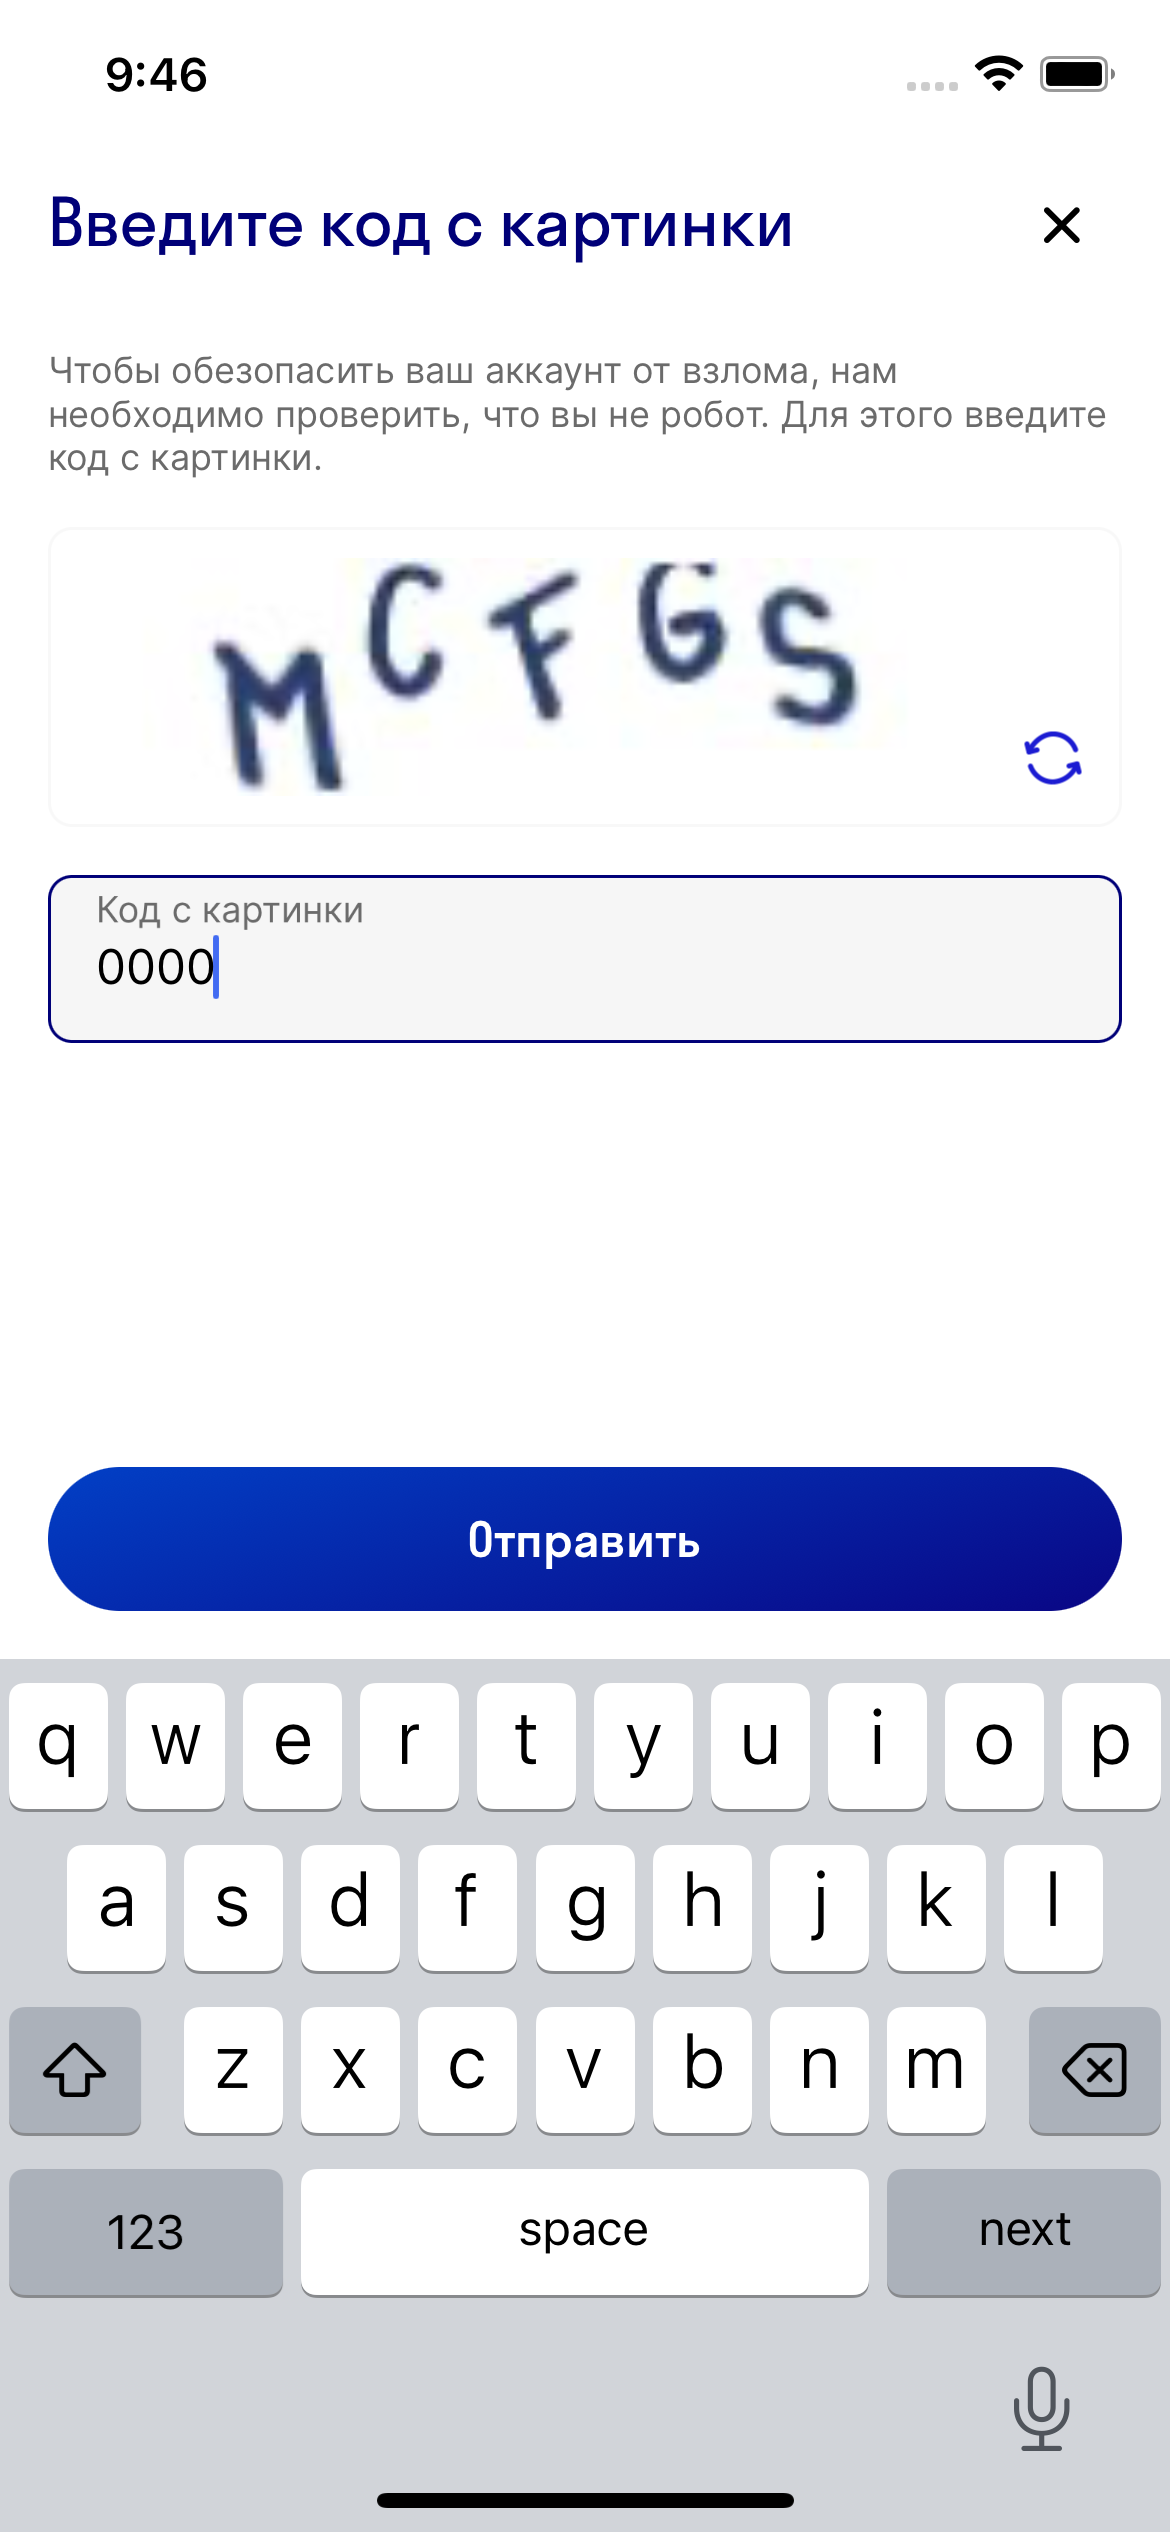 9:46
Введите код с картинки
Чтобы обезопасить ваш аккаунт от взлома, нам
необходимо проверить, что вы не робот. Для этого введите
код с картинки.
MCFGS
Код с картинки
0000
Отправить
q w e r t y u i o p
a s d f g h j k l
z x c v b n m
123 space next